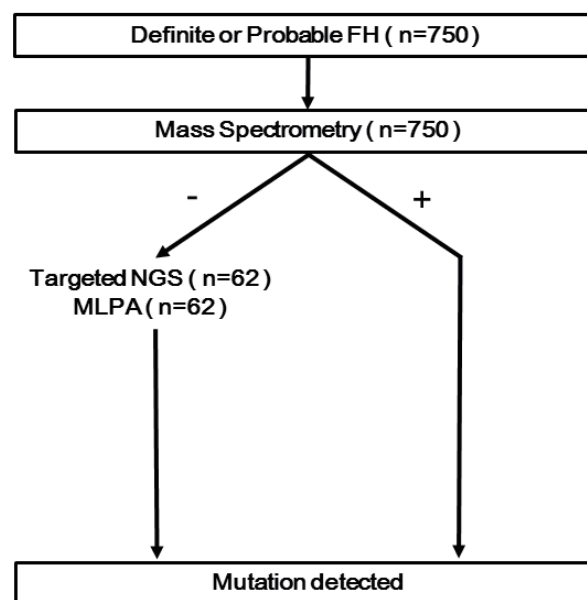 Definite or Probable FH ( n=750)
Mass Spectrometry ( n=750)
-
+
Targeted NGS ( n=62)
MLPA ( n=62)
Mutation detected